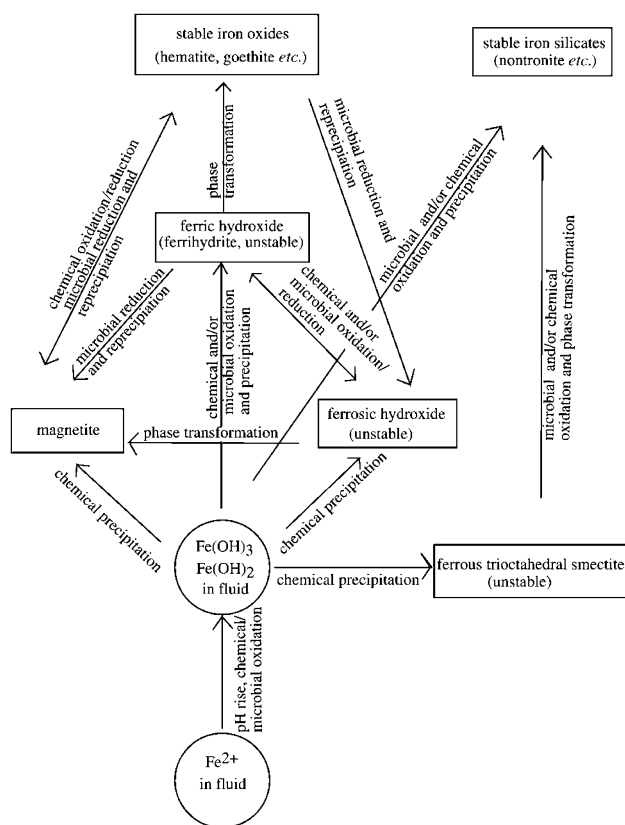 stable iron oxides
(hematite, goethite etc.)
stable iron silicates
(nontronite etc.)
chemical oxidation/reduction
microbial reduction and
reprecipiation
phase
transformation
microbial reduction and
reprecipiation
microbial and/or chemical
oxidation and precipitation
microbial and/or chemical
oxidation and phase transformation
ferric hydroxide
(ferrihydrite, unstable)
microbial reduction
and reprecipation
chemical and/or
microbial oxidation
and precipitation
chemical and/or
microbial oxidation/
reduction
magnetite
phase transformation
ferrosic hydroxide
(unstable)
chemical precipitation
chemical precipitation
Fe(OH)3
Fe(OH)2
in fluid
chemical precipitation
ferrous trioctahedral smectite
(unstable)
pH rise, chemical/
microbial oxidation
Fe2+
in fluid